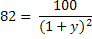 82 = 100 / (1 + y)²